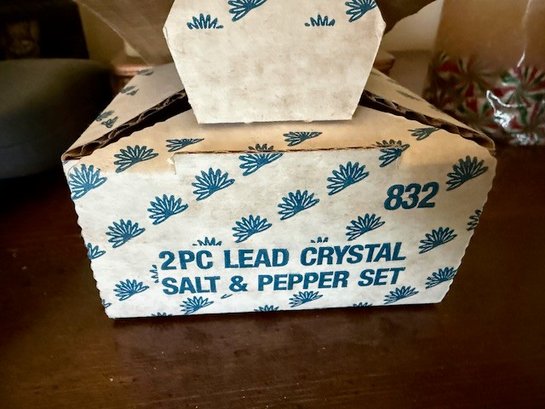 832
2PC LEAD CRYSTAL
SALT & PEPPER SET